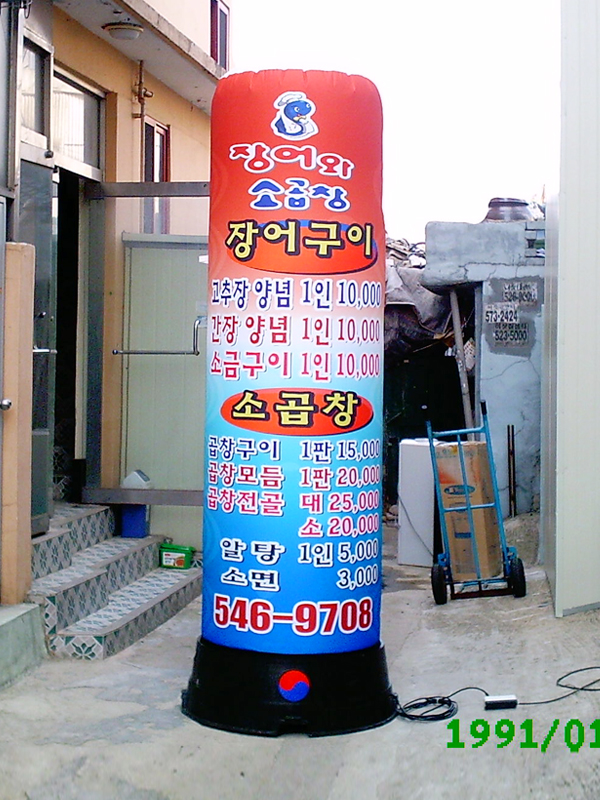 장어와
소곱창
장어구이
고추장 양념 1인 10,000
간장 양념 1인 10,000
소금구이 1인 10,000
소곱창
곱창구이 1판 15,000
곱창모듬 1판 20,000
곱창전골 대 25,000
소 20,000
알탕 1인 5,000
소면 3,000
546-9708
573-2424
523-5000
1991/01